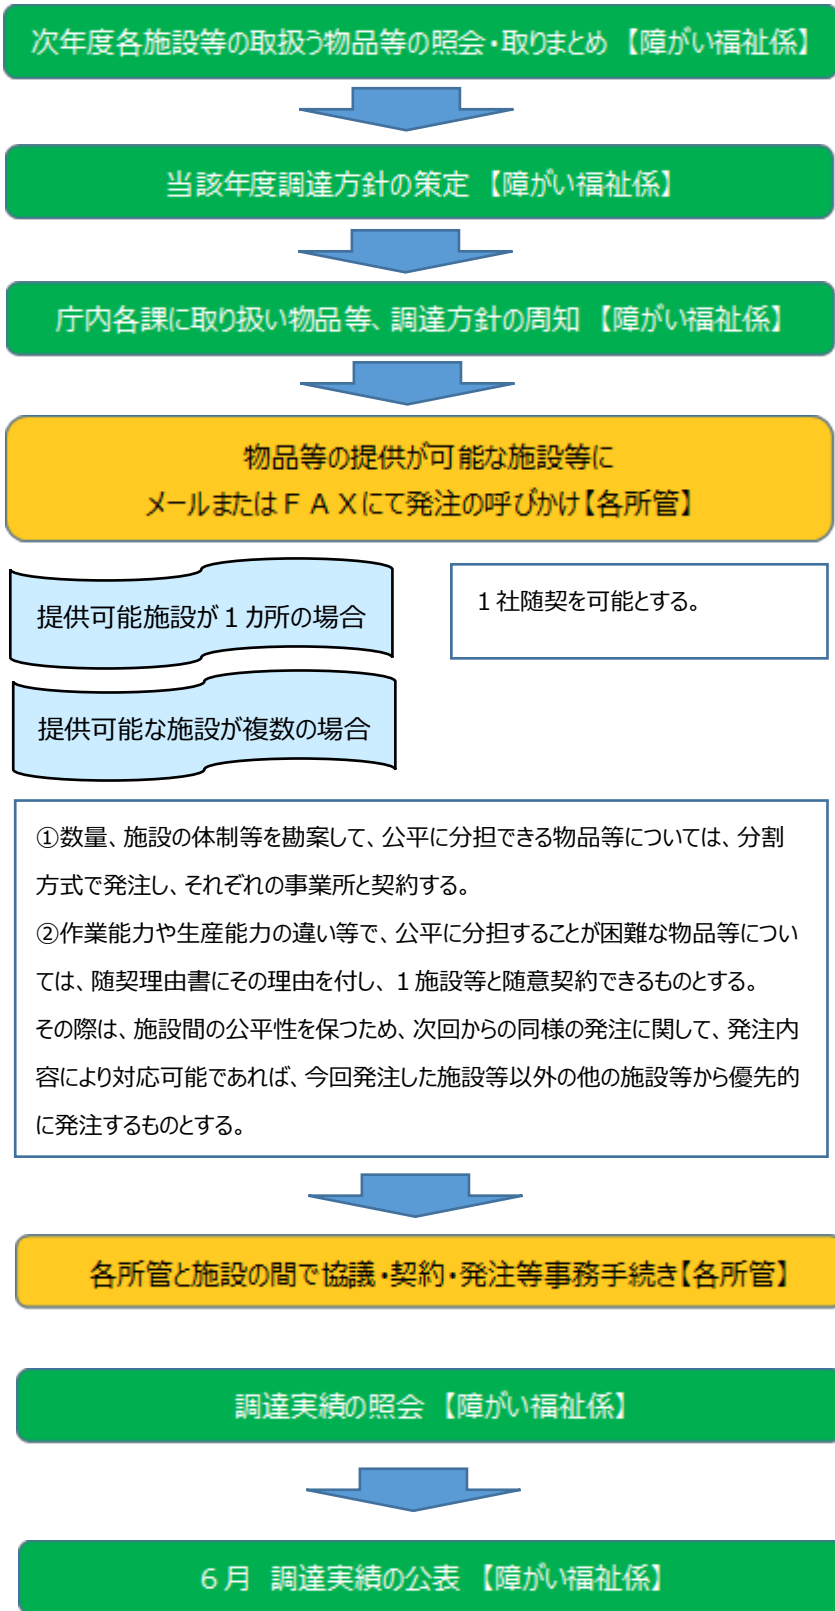 次年度各施設等の取扱う物品等の照会・取りまとめ 【障がい福祉係】
当該年度調達方針の策定 【障がい福祉係】
庁内各課に取り扱い物品等、調達方針の周知 【障がい福祉係】
物品等の提供が可能な施設等に
メールまたはＦＡＸにて発注の呼びかけ【各所管】
提供可能施設が１カ所の場合
１社随契を可能とする。
提供可能な施設が複数の場合
①数量、施設の体制等を勘案して、公平に分担できる物品等については、分割
方式で発注し、それぞれの事業所と契約する。
②作業能力や生産能力の違い等で、公平に分担することが困難な物品等につい
ては、随契理由書にその理由を付し、１施設等と随意契約できるものとする。
その際は、施設間の公平性を保つため、次回からの同様の発注に関して、発注内
容により対応可能であれば、今回発注した施設等以外の他の施設等から優先的
に発注するものとする。
各所管と施設の間で協議・契約・発注等事務手続き【各所管】
調達実績の照会 【障がい福祉係】
６月 調達実績の公表 【障がい福祉係】